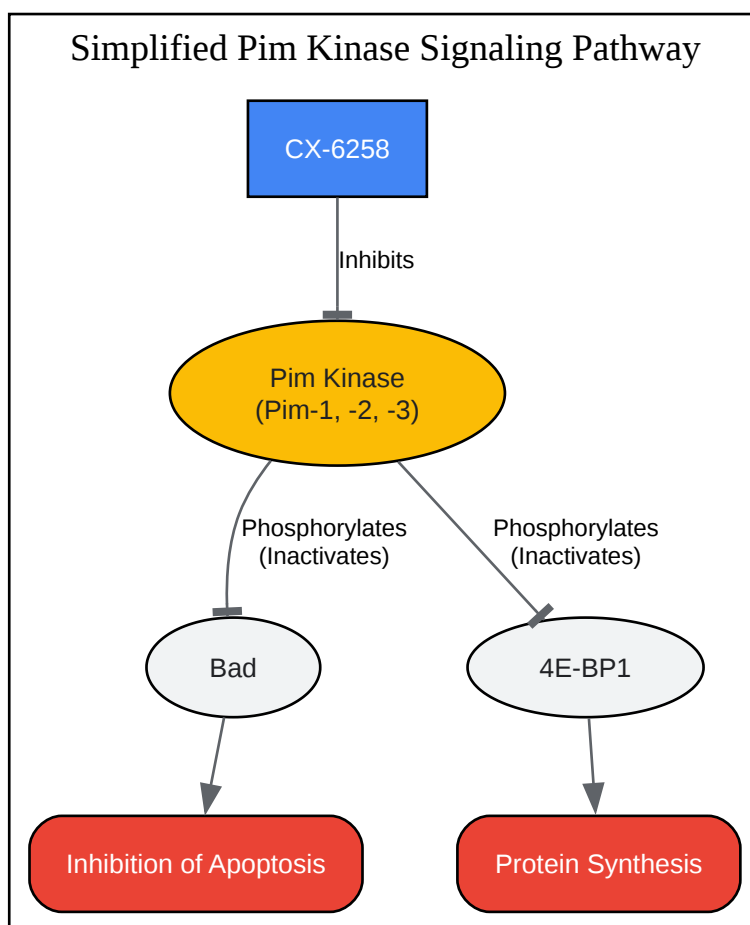 Simplified Pim Kinase Signaling Pathway
CX-6258
Inhibits
Pim Kinase
(Pim-1, -2, -3)
Phosphorylates
(Inactivates)
Phosphorylates
(Inactivates)
Bad
4E-BP1
Inhibition of Apoptosis
Protein Synthesis